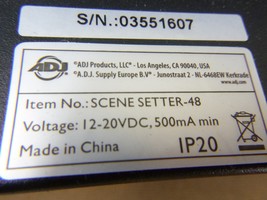 S/N.:03551607
ADJ
®ADJ Products, LLC® - Los Angeles, CA 90040, USA
®A.D.J. Supply Europe B.V.® - Junostraat 2 - NL-6468EW Kerkrade
www.adj.com
Item No.: SCENE SETTER-48
Voltage: 12-20VDC, 500mA min
Made in China
IP20